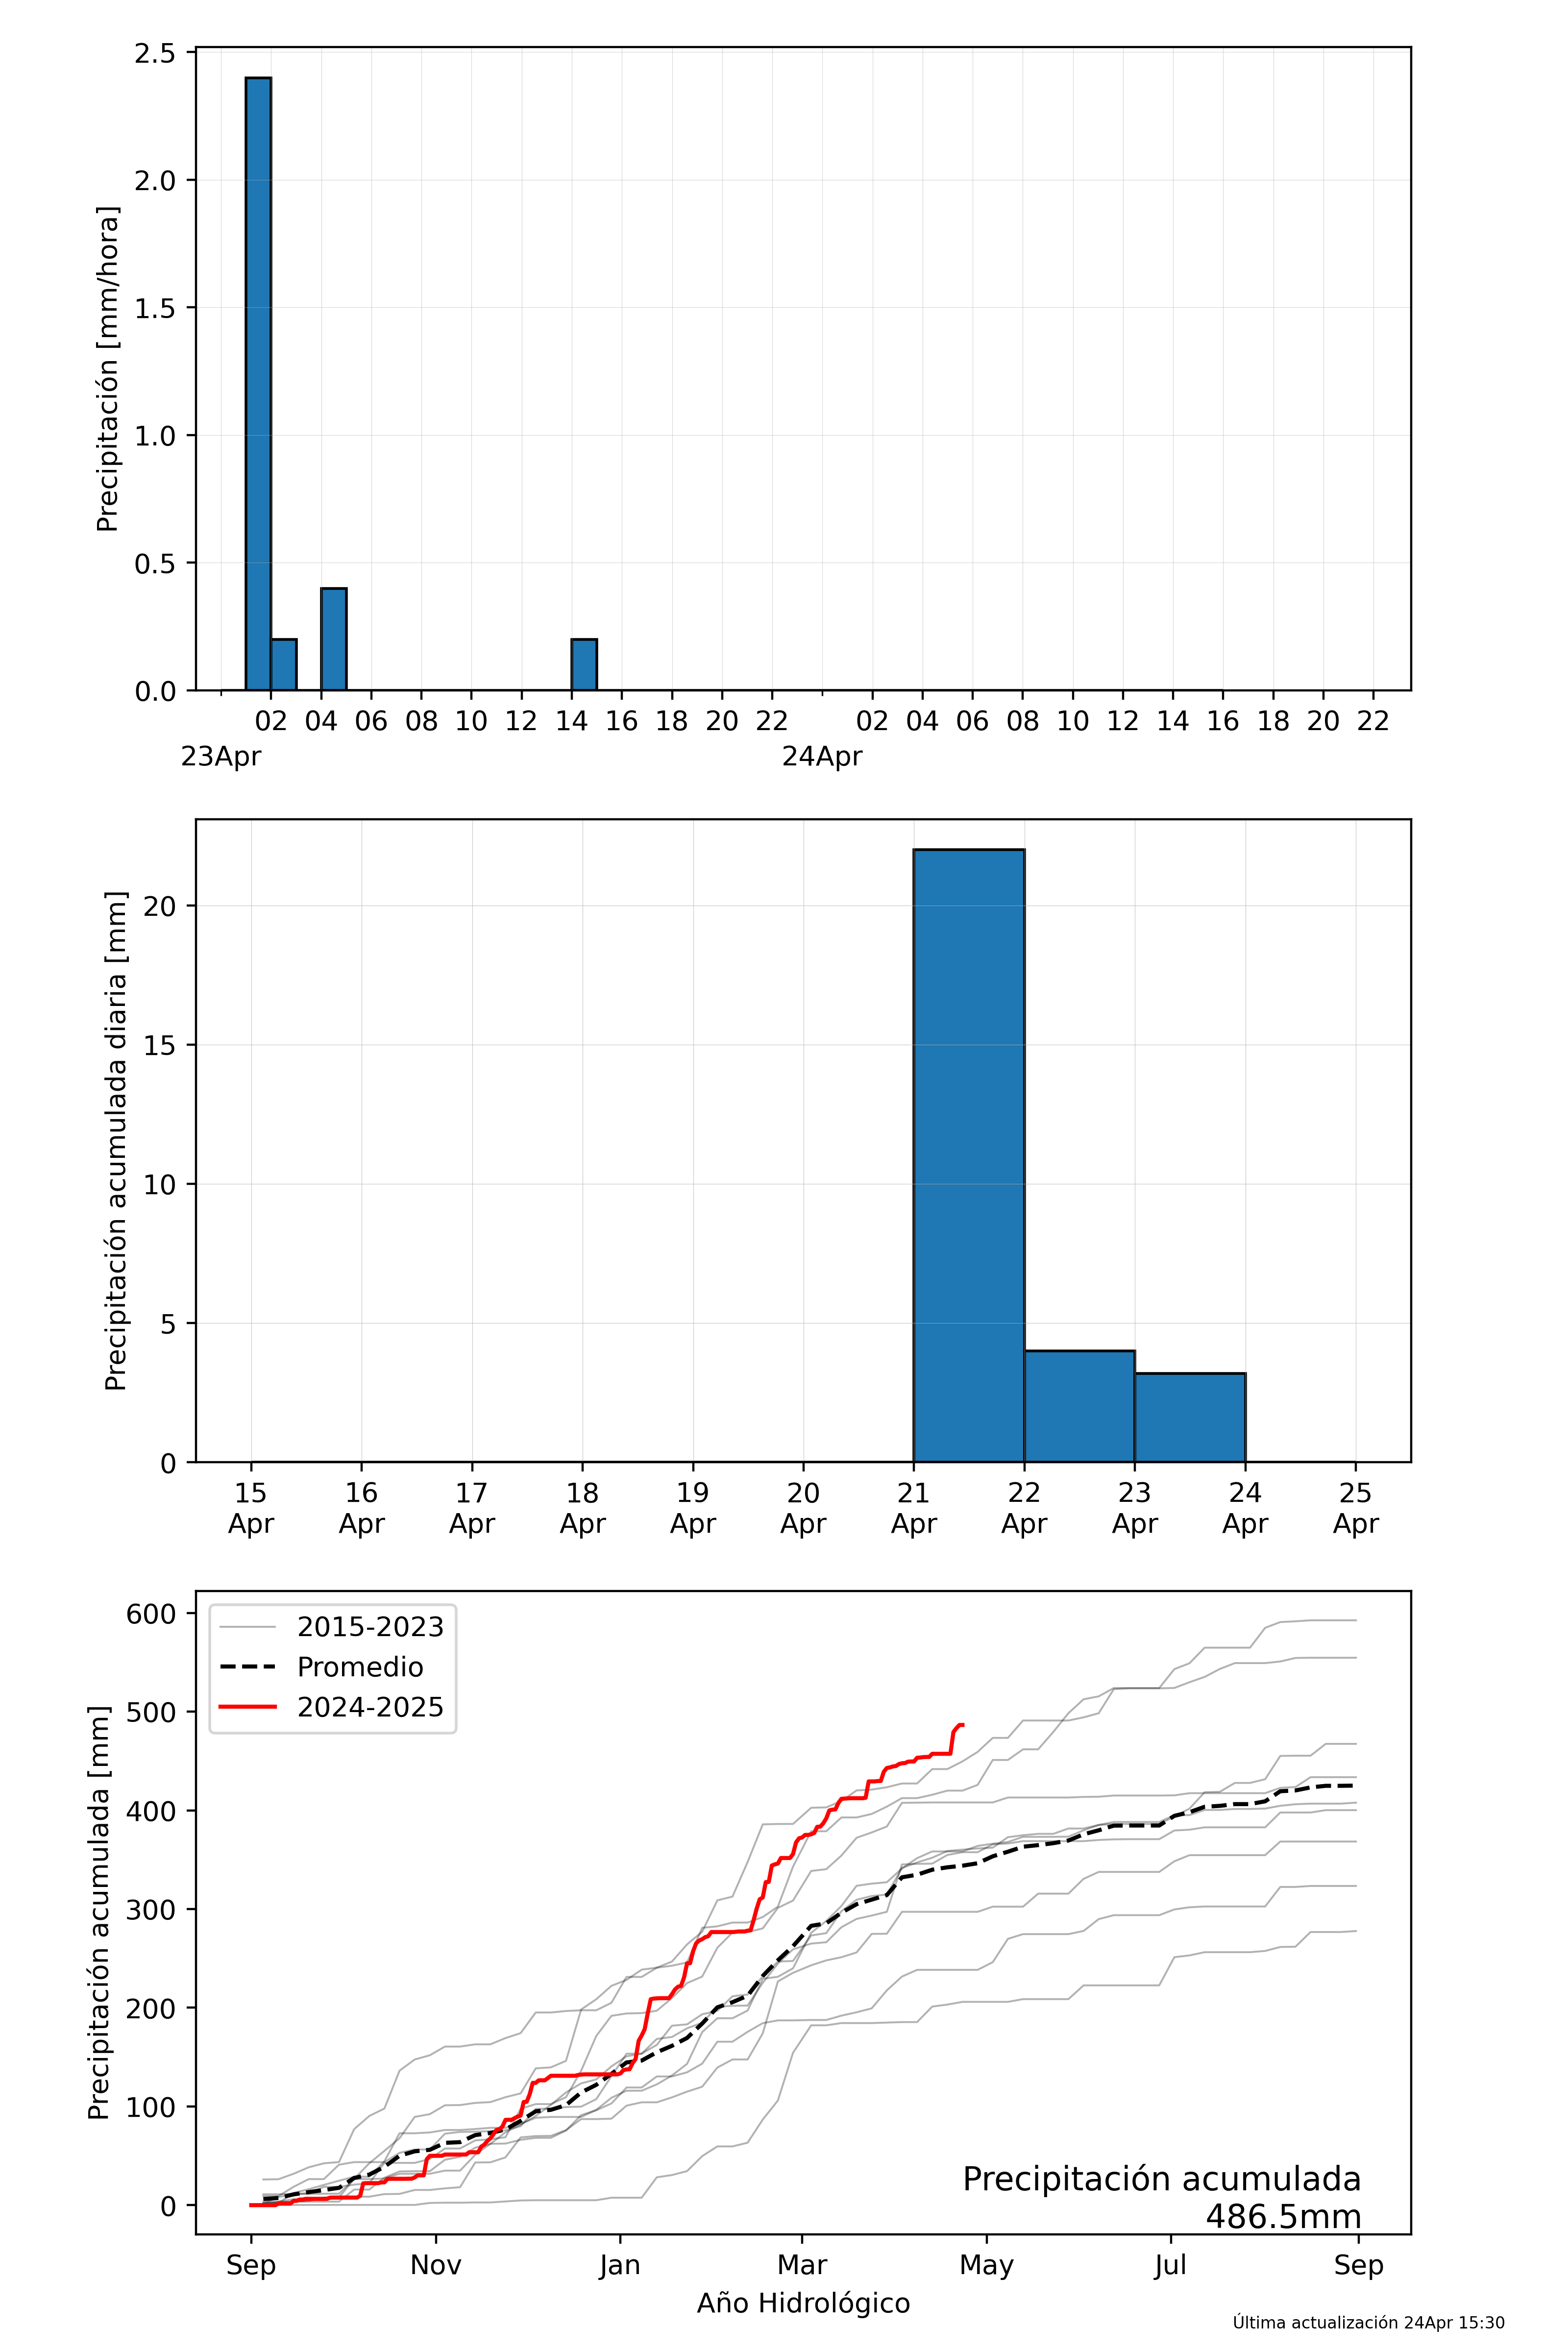 2.5
2.0
1.5
1.0
0.5
0.0
Precipitación [mm/hora]
02 04 06 08 10 12 14 16 18 20 22 02 04 06 08 10 12 14 16 18 20 22
23Apr 24Apr
20
15
10
5
0
Precipitación acumulada diaria [mm]
15 16 17 18 19 20 21 22 23 24 25
Apr Apr Apr Apr Apr Apr Apr Apr Apr Apr Apr
600
500
400
300
200
100
0
Precipitación acumulada [mm]
2015-2023
Promedio
2024-2025
Precipitación acumulada
486.5mm
Sep Nov Jan Mar May Jul Sep
Año Hidrológico
Última actualización 24Apr 15:30